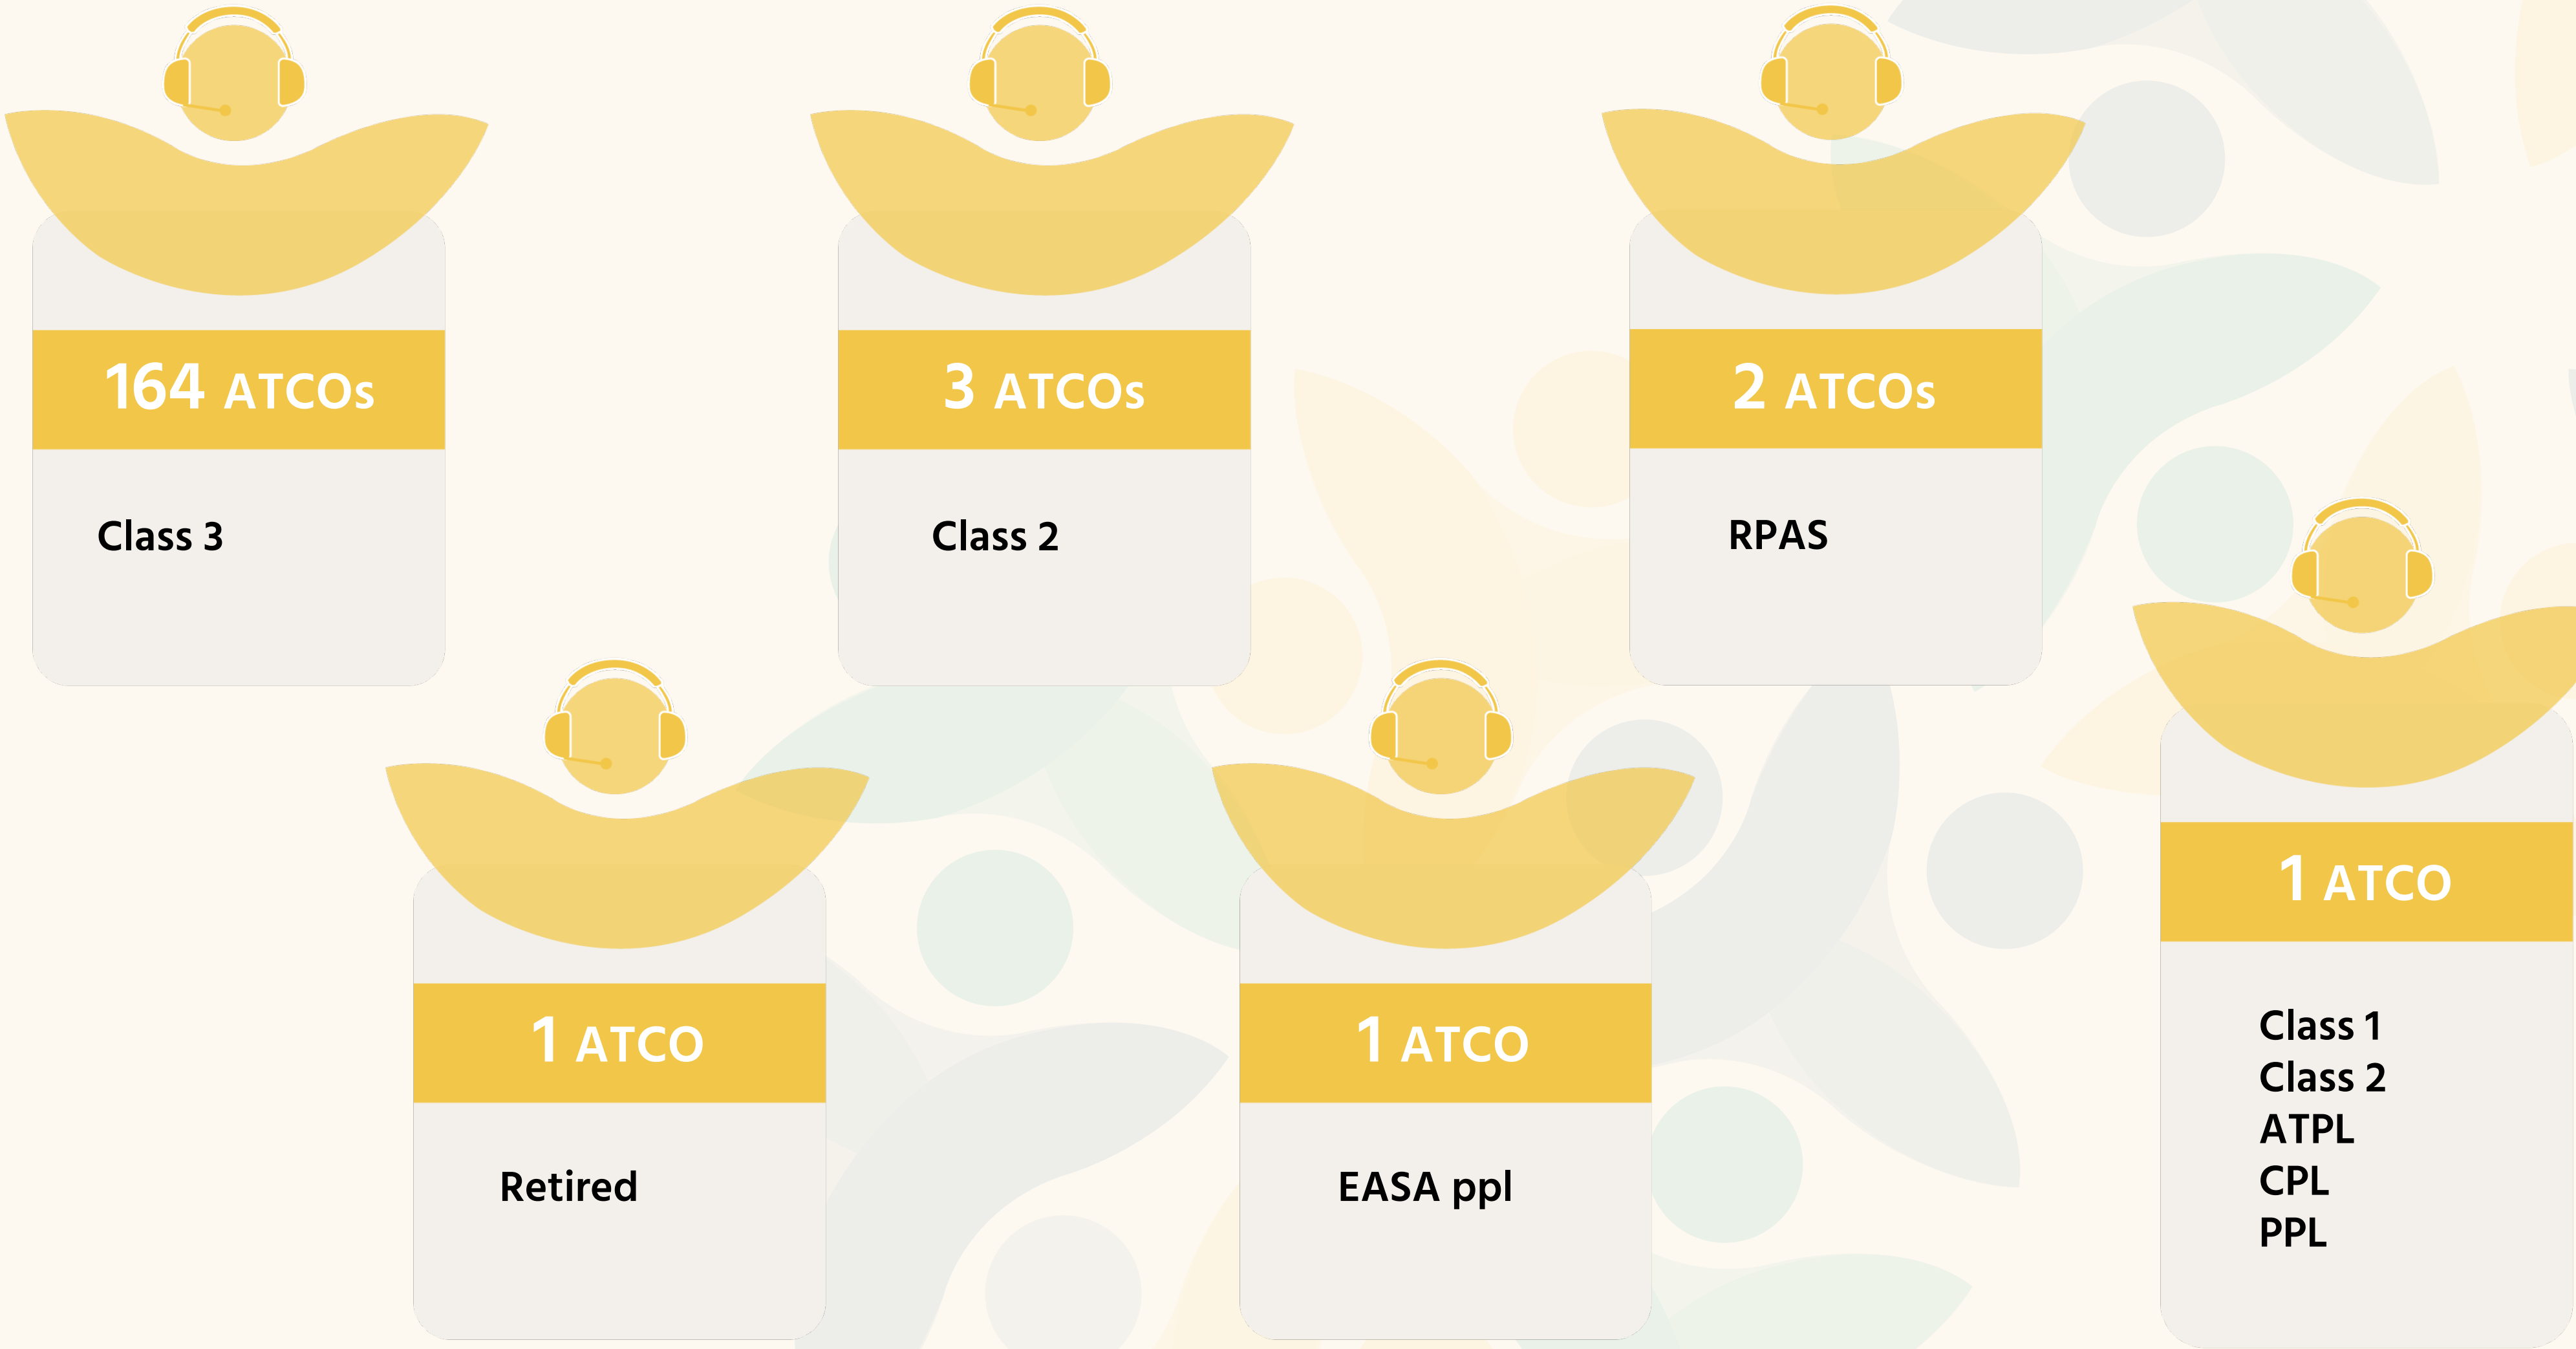 164 ATCOs
Class 3
3 ATCOs
Class 2
2 ATCOs
RPAS
1 ATCO
Retired
1 ATCO
EASA ppl
1 ATCO
Class 1
Class 2
ATPL
CPL
PPL